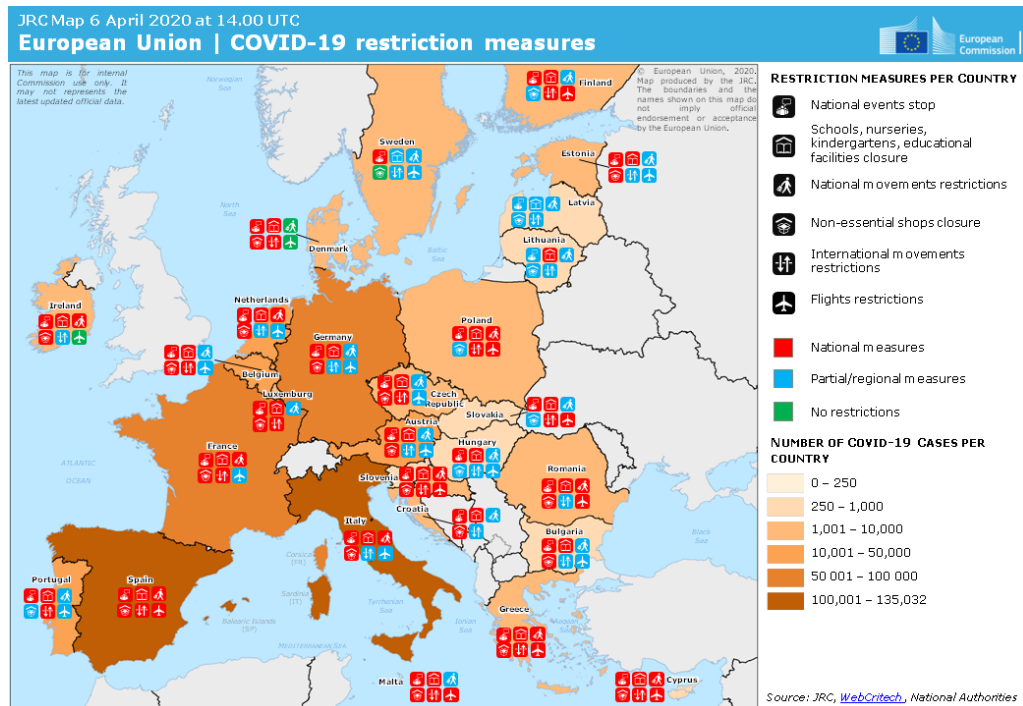 JRC Map 6 April 2020 at 14.00 UTC
European Union | COVID-19 restriction measures
European
Commission
This map is for internal
Commission use only. It
may not represents the
latest updated official data.
Norwegian
Sea
© European Union, 2020.
Map produced by the JRC.
The boundaries and the
names shown on this map do
not imply official
endorsement or acceptance
by the European Union.
Finland
Sweden
Estonia
North
Sea
Latvia
Lithuania
Denmark
Baltic
Sea
Ireland
Netherlands
Germany
Poland
Belgium
Luxemburg
Czech
Republic
Slovakia
Austria
Hungary
France
ATLANTIC
OCEAN
Slovenia
Romania
Croatia
Italy
Bulgaria
Black
Sea
Corsica
(FR)
Portugal
Spain
Sardinia
(IT)
Tyrrhenian
Sea
Balearic Islands
(SP)
Greece
Ionian
Sea
Aegean
Sea
MEDITERRANEAN SEA
Malta
Cyprus
RESTRICTION MEASURES PER COUNTRY
National events stop
Schools, nurseries,
kindergartens, educational
facilities closure
National movements restrictions
Non-essential shops closure
International movements
restrictions
Flights restrictions
National measures
Partial/regional measures
No restrictions
NUMBER OF COVID-19 CASES PER
COUNTRY
0 – 250
250 – 1,000
1,001 – 10,000
10,001 – 50,000
50 001 – 100 000
100,001 – 135,032
Source: JRC, WebCritech , National Authorities